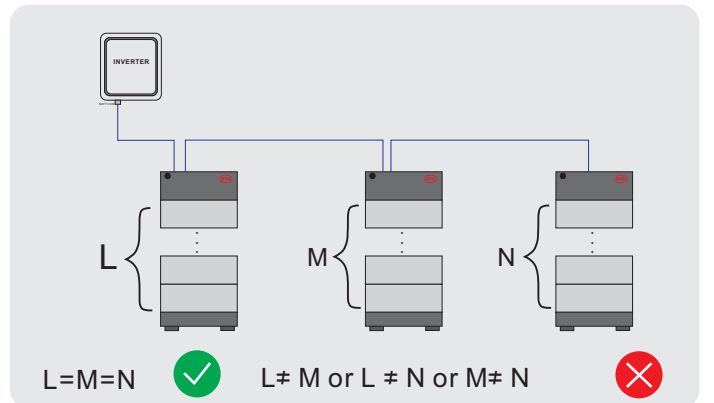 INVERTER
L
M
N
L=M=N
L≠ M or L ≠ N or M≠ N